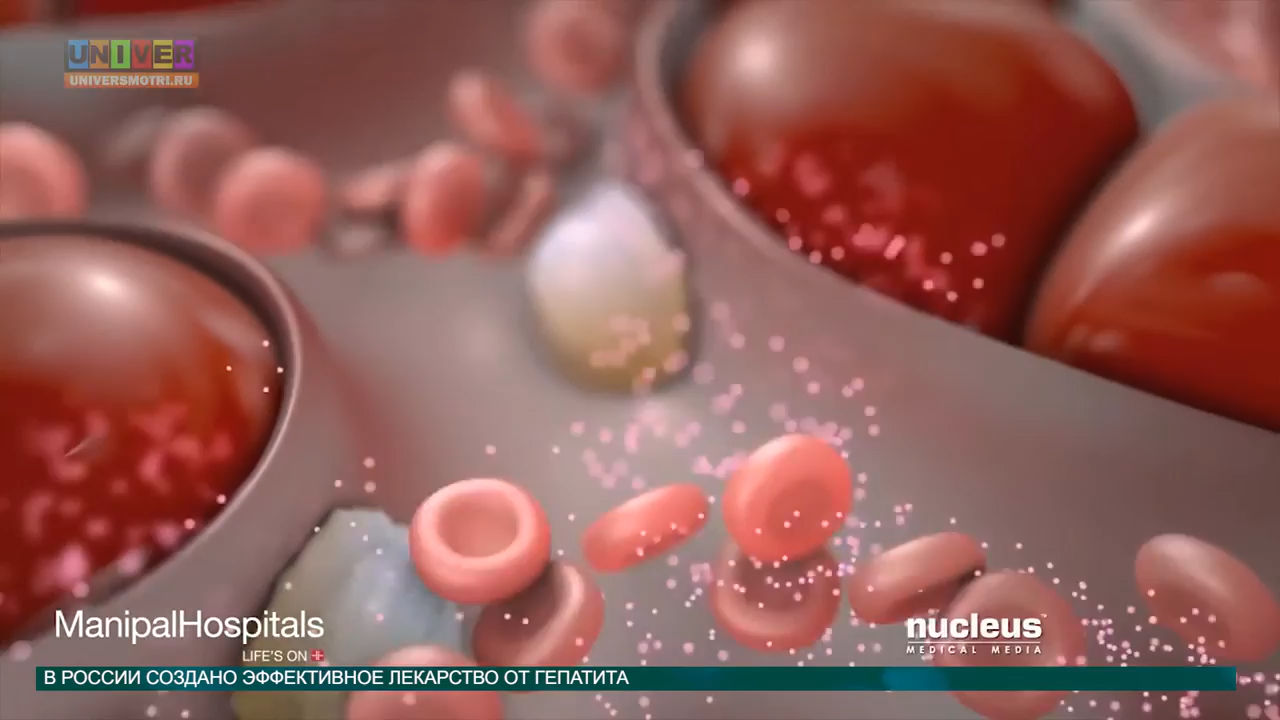 UNIVER
UNIVERSMOTRI.RU
ManipalHospitals
LIFE'S ON
nucleus
MEDICAL MEDIA
В РОССИИ СОЗДАНО ЭФФЕКТИВНОЕ ЛЕКАРСТВО ОТ ГЕПАТИТА